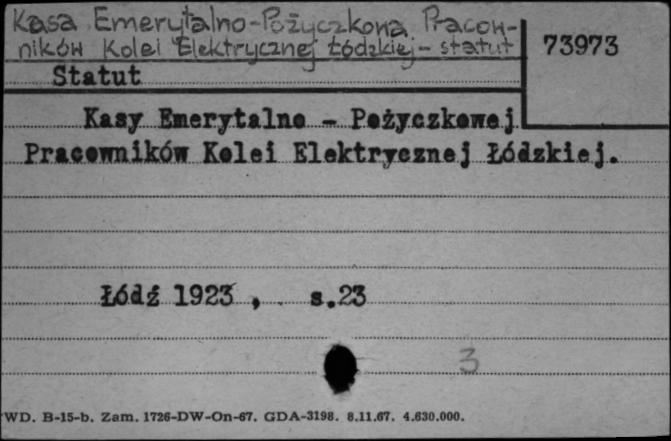 Kasa Emerytalno-Pożyczkowa Pracow-
ników Kolei Elektrycznej Łódzkiej - statut
73973
Statut
Kasy Emerytalno - Pożyczkowej
Pracowników Kolei Elektrycznej Łódzkiej.
Łódź 1923 , s.23
3
WD. B-15-b. Zam. 1726-DW-On-67. GDA-3198. 8.11.67. 4.630.000.